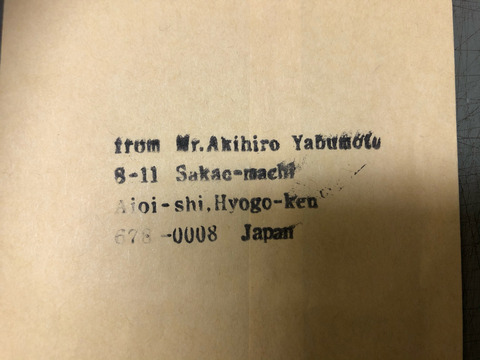 from Mr.Akihiro Yabumoto
8-11 Sakae-machi
Aioi-shi,Hyogo-ken
678-0008 Japan